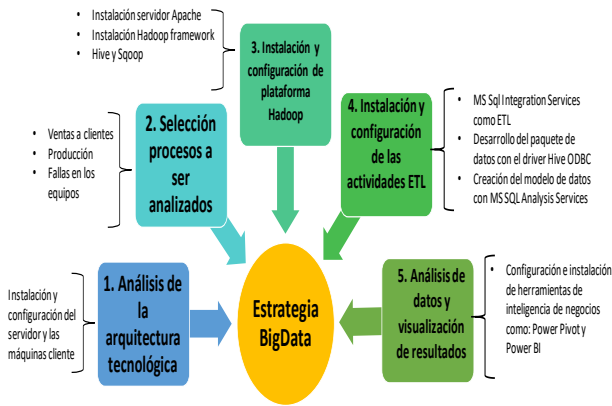 • Instalación servidor Apache
• Instalación Hadoop framework
• Hive y Sqoop
3. Instalación y
configuración de
plataforma
Hadoop
• Ventas a clientes
• Producción
• Fallas en los
equipos
2. Selección
procesos a
ser
analizados
4. Instalación y
configuración
de las
actividades ETL
• MS Sql Integration Services
como ETL
• Desarrollo del paquete de
datos con el driver Hive ODBC
• Creación del modelo de datos
con MS SQL Analysis Services
Instalación y
configuración del
servidor y las
máquinas cliente
1. Análisis de
la
arquitectura
tecnológica
Estrategia
BigData
5. Análisis de
datos y
visualización
de resultados
• Configuración e instalación
de herramientas de
inteligencia de negocios
como: Power Pivot y
Power BI